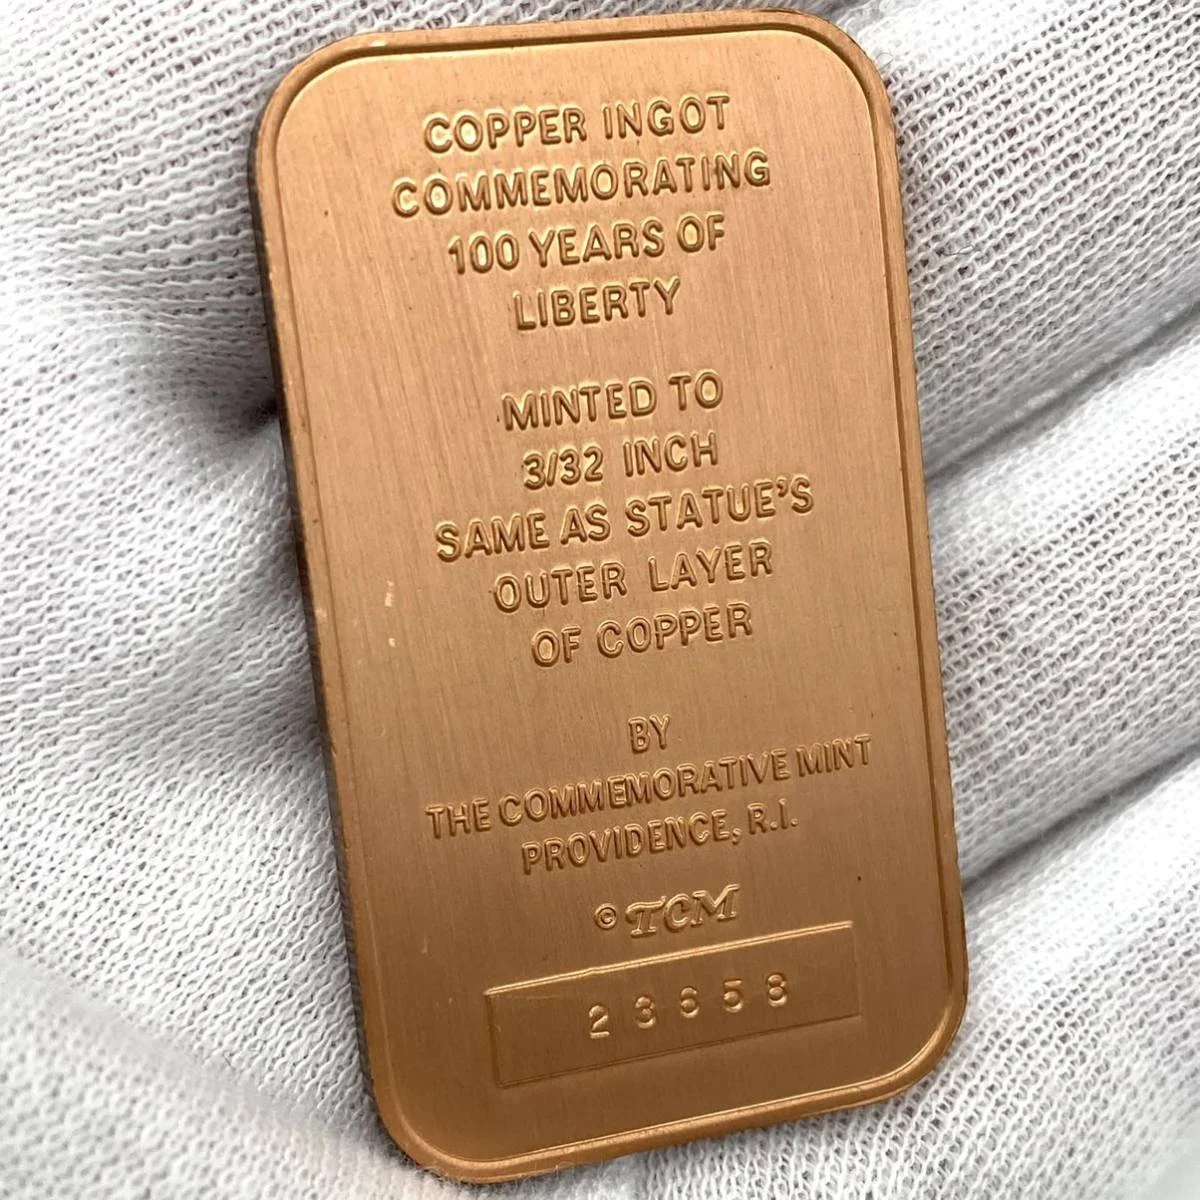 COPPER INGOT
COMMEMORATING
100 YEARS OF
LIBERTY
MINTED TO
3/32 INCH
SAME AS STATUE'S
OUTER LAYER
OF COPPER
BY
THE COMMEMORATIVE MINT
PROVIDENCE, R.I.
© TCM
23658